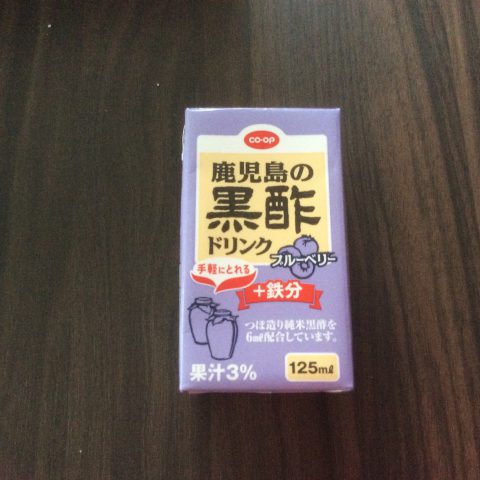 CO・OP
鹿児島の
黒酢
ドリンク
ブルーベリー
手軽にとれる
+鉄分
つぼ造り純米黒酢を
6ml配合しています。
果汁3%
125ml